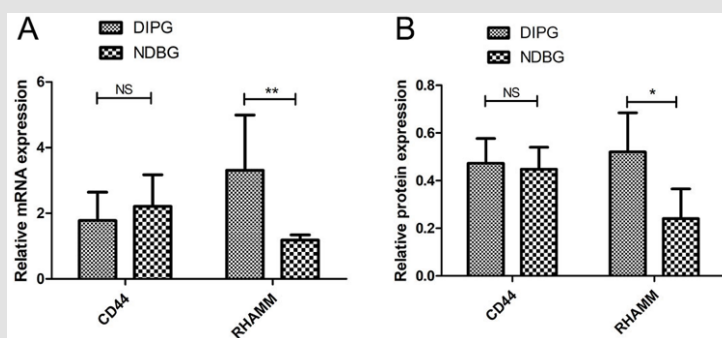 A
DIPG
NDBG
Relative mRNA expression
6
4
2
0
NS
**
CD44
RHAMM
B
DIPG
NDBG
Relative protein expression
0.8
0.6
0.4
0.2
0.0
NS
*
CD44
RHAMM